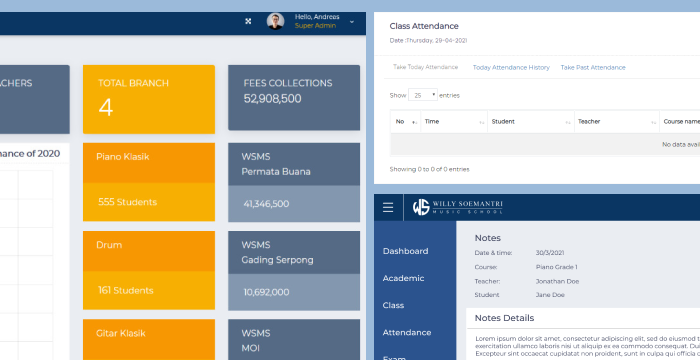 Hello, Andreas
Super Admin
CHERS
TOTAL BRANCH
4
FEES COLLECTIONS
52,908,500
nance of 2020
Piano Klasik
555 Students
WSMS
Permata Buana
41,346,500
Drum
161 Students
WSMS
Gading Serpong
10,692,000
Gitar Klasik
WSMS
MOI
Class Attendance
Date :Thursday, 29-04-2021
Take Today Attendance Today Attendance History Take Past Attendance
Show 25 entries
No Time Student Teacher Course name
No data avai
Showing 0 to 0 of 0 entries
WS WILLY SOEMANTRI
MUSIC SCHOOL
Dashboard
Academic
Class
Attendance
Exam
Notes
Date & time: 30/3/2021
Course: Piano Grade 1
Teacher: Jonathan Doe
Student Jane Doe
Notes Details
Lorem ipsum dolor sit amet, consectetur adipiscing elit, sed do eiusmod t
exercitation ullamco laboris nisi ut aliquip ex ea commodo consequat. Dui
Excepteur sint occaecat cupidatat non proident, sunt in culpa qui officia d